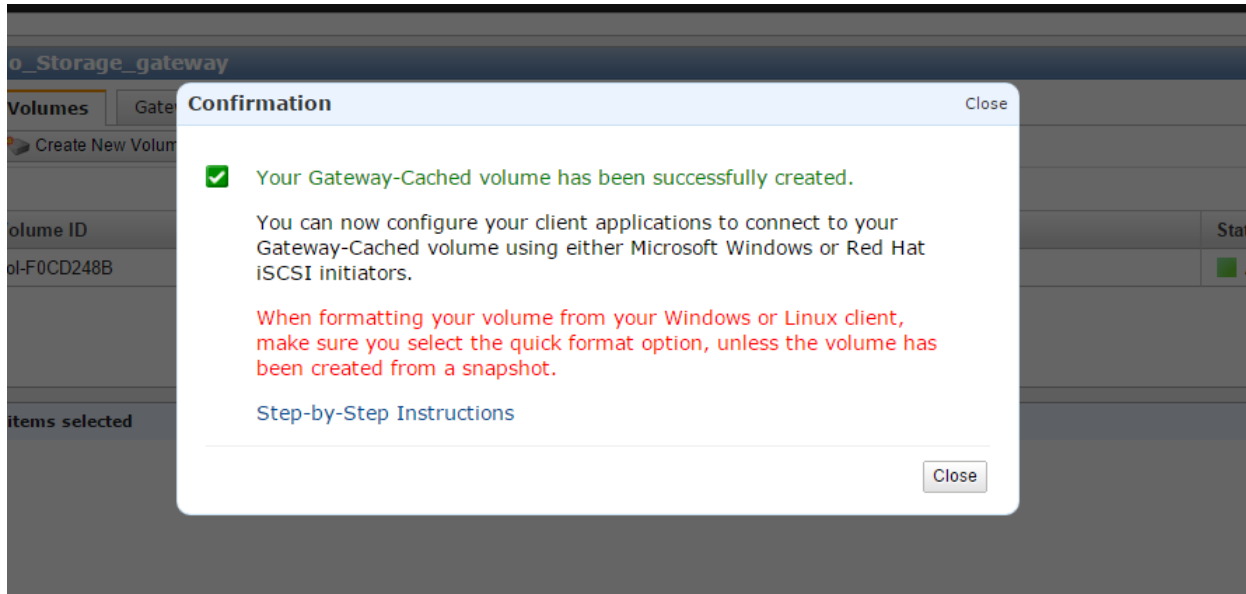 o_Storage_gateway
Volumes
Gate
Create New Volum
olume ID
Stat
ol-F0CD248B
items selected
Confirmation
Close
Your Gateway-Cached volume has been successfully created.
You can now configure your client applications to connect to your
Gateway-Cached volume using either Microsoft Windows or Red Hat
iSCSI initiators.
When formatting your volume from your Windows or Linux client,
make sure you select the quick format option, unless the volume has
been created from a snapshot.
Step-by-Step Instructions
Close